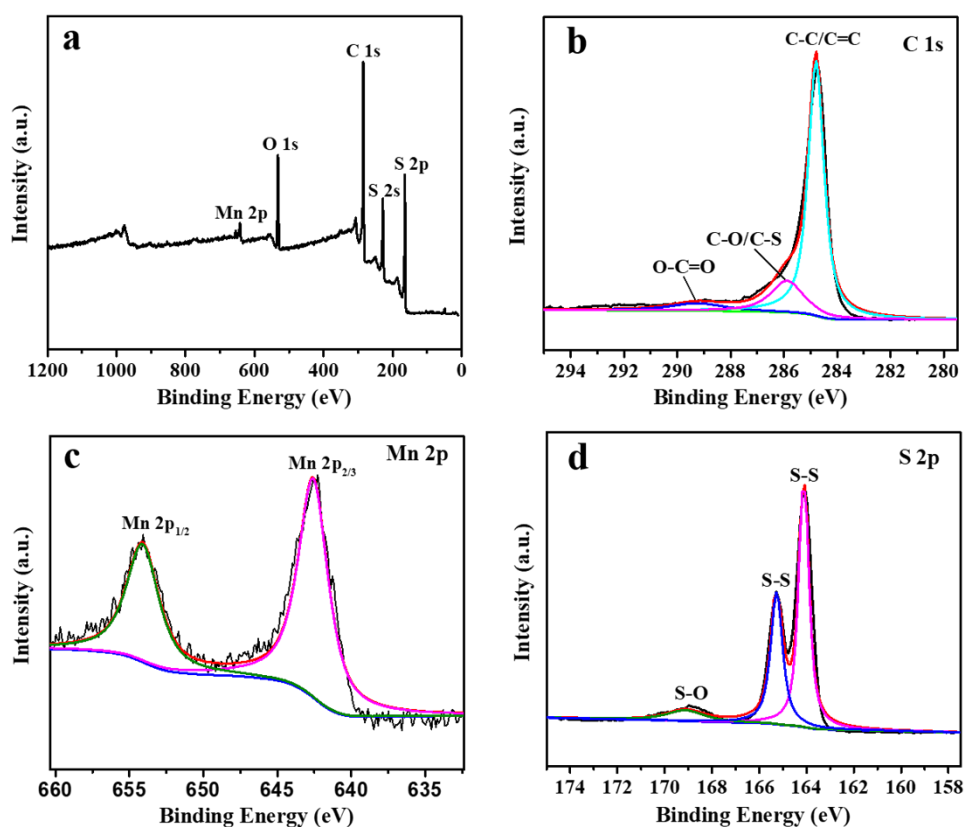 a
C 1s
O 1s
S 2p
S 2s
Mn 2p
Intensity (a.u.)
1200 1000 800 600 400 200 0
Binding Energy (eV)
b
C-C/C=C
C 1s
C-O/C-S
O-C=O
Intensity (a.u.)
294 292 290 288 286 284 282 280
Binding Energy (eV)
c
Mn 2p
Mn 2p2/3
Mn 2p1/2
Intensity (a.u.)
660 655 650 645 640 635
Binding Energy (eV)
d
S 2p
S-S
S-S
S-O
Intensity (a.u.)
174 172 170 168 166 164 162 160 158
Binding Energy (eV)